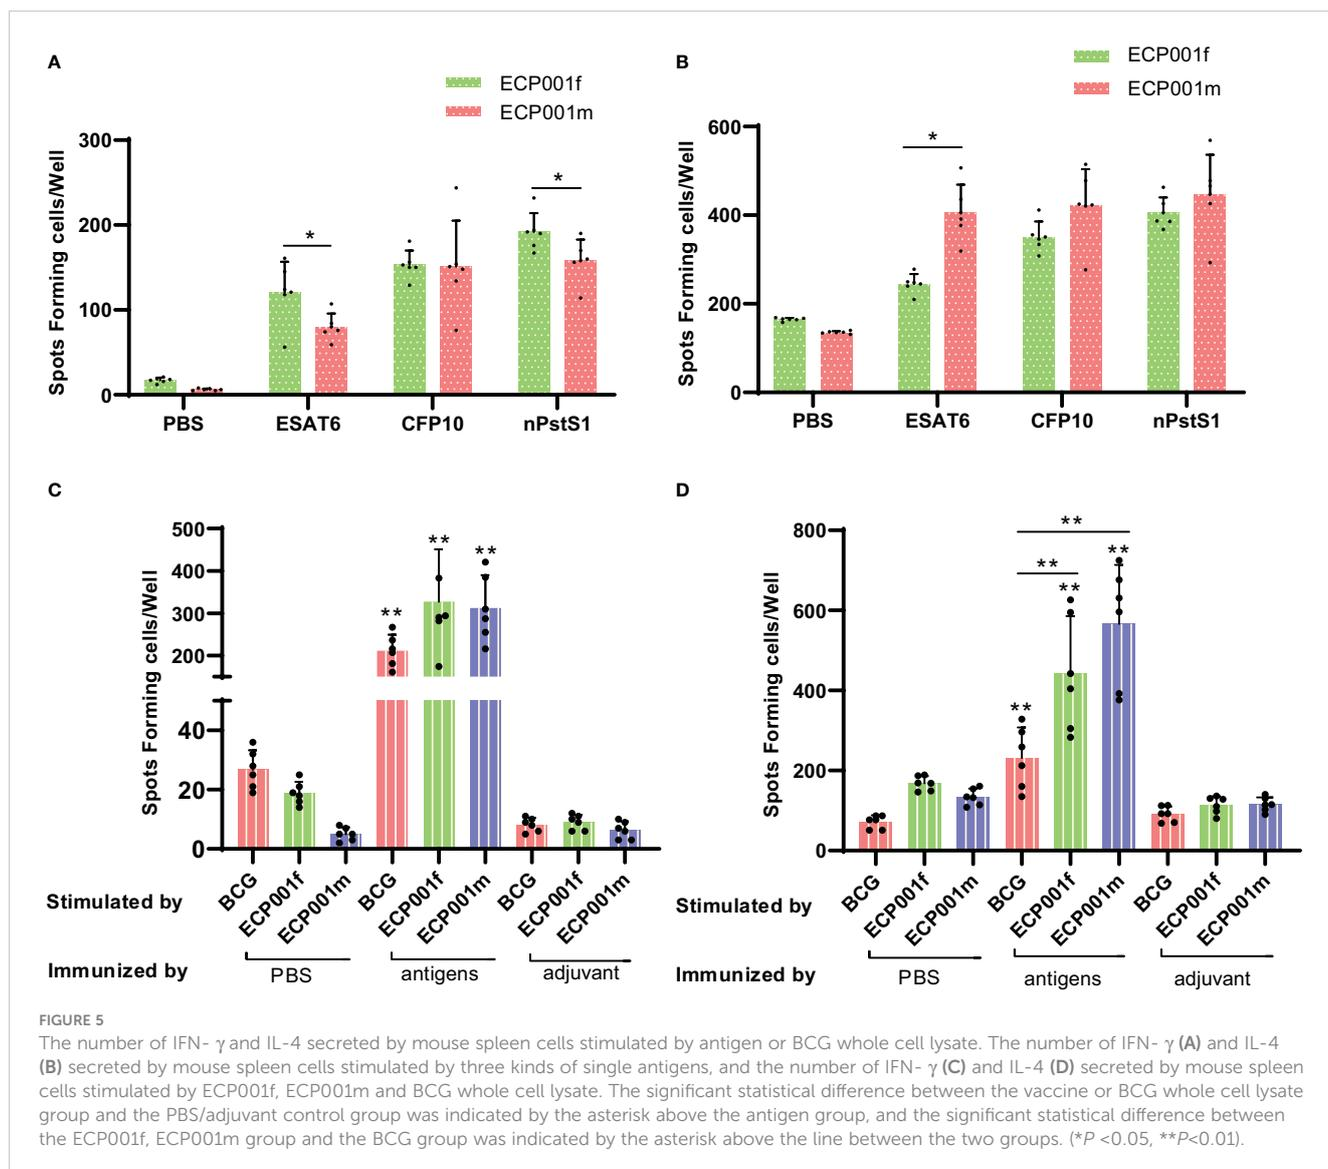 A
ECP001f
ECP001m
Spots Forming cells/Well
300
200
100
0
*
*
PBS ESAT6 CFP10 nPstS1
B
ECP001f
ECP001m
Spots Forming cells/Well
600
400
200
0
*
PBS ESAT6 CFP10 nPstS1
C
Spots Forming cells/Well
500
400
300
200
40
20
0
**
**
**
BCG ECP001f ECP001m BCG ECP001f ECP001m BCG ECP001f ECP001m
Stimulated by
Immunized by
PBS antigens adjuvant
D
Spots Forming cells/Well
800
600
400
200
0
**
**
**
**
**
BCG ECP001f ECP001m BCG ECP001f ECP001m BCG ECP001f ECP001m
Stimulated by
Immunized by
PBS antigens adjuvant
FIGURE 5
The number of IFN- γ and IL-4 secreted by mouse spleen cells stimulated by antigen or BCG whole cell lysate. The number of IFN- γ (A) and IL-4
(B) secreted by mouse spleen cells stimulated by three kinds of single antigens, and the number of IFN- γ (C) and IL-4 (D) secreted by mouse spleen
cells stimulated by ECP001f, ECP001m and BCG whole cell lysate. The significant statistical difference between the vaccine or BCG whole cell lysate
group and the PBS/adjuvant control group was indicated by the asterisk above the antigen group, and the significant statistical difference between
the ECP001f, ECP001m group and the BCG group was indicated by the asterisk above the line between the two groups. (*P <0.05, **P<0.01).